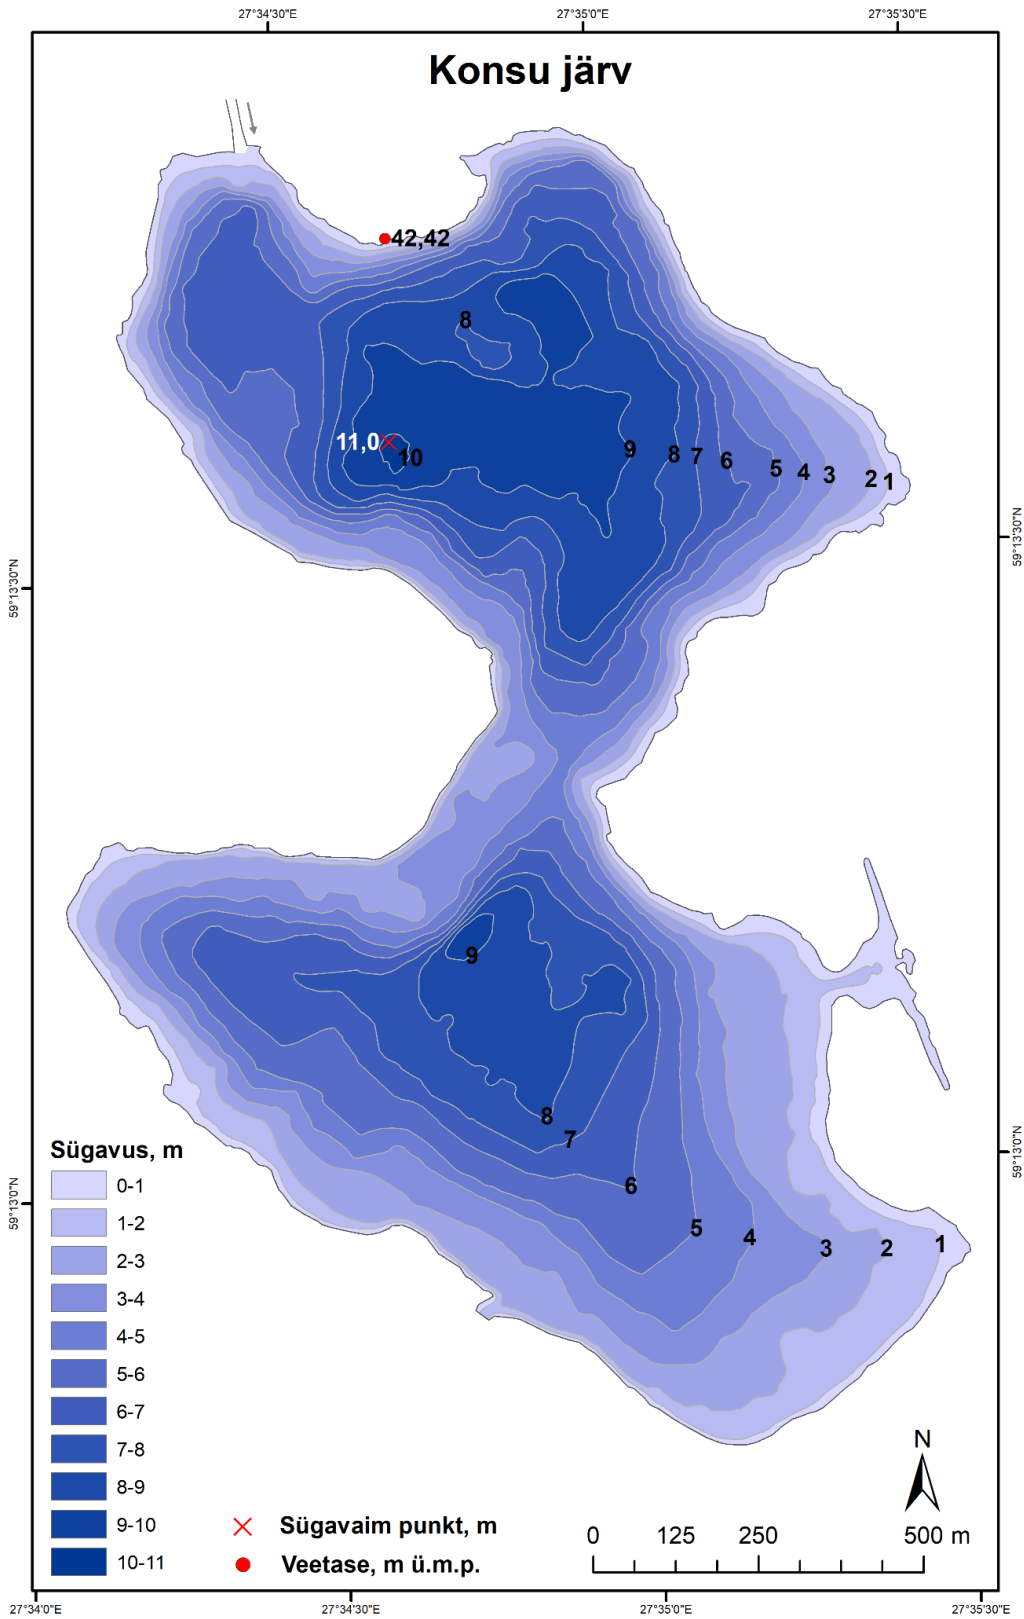 27°34'30"E
27°35'0"E
27°35'30"E
Konsu järv
42,42
8
11,0
10
9
8
7
6
5
4
3
2
1
59°13'30"N
59°13'30"N
9
8
7
6
5
4
3
2
1
59°13'0"N
59°13'0"N
Sügavus, m
0-1
1-2
2-3
3-4
4-5
5-6
6-7
7-8
8-9
9-10
10-11
Sügavaim punkt, m
Veetase, m ü.m.p.
N
0 125 250 500 m
27°34'0"E
27°34'30"E
27°35'0"E
27°35'30"E